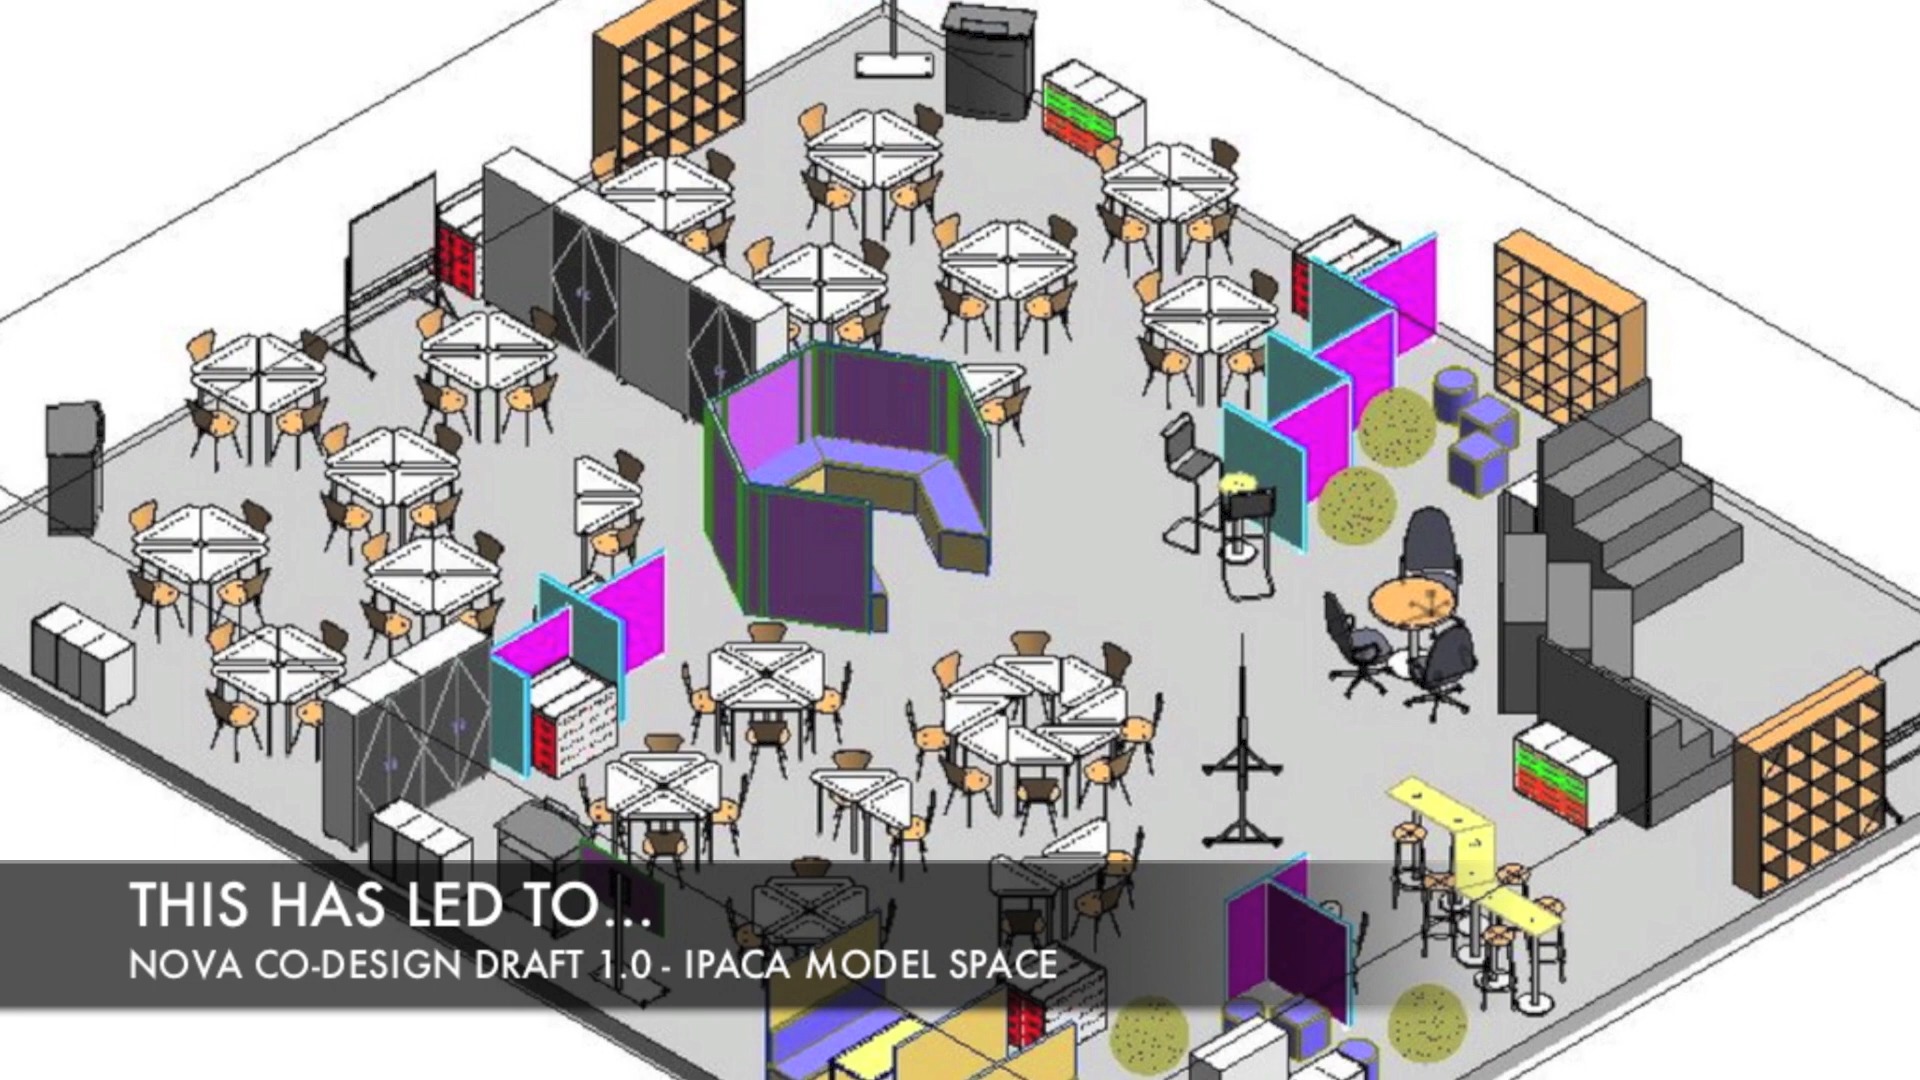 THIS HAS LED TO...
NOVA CO-DESIGN DRAFT 1.0 - IPACA MODEL SPACE